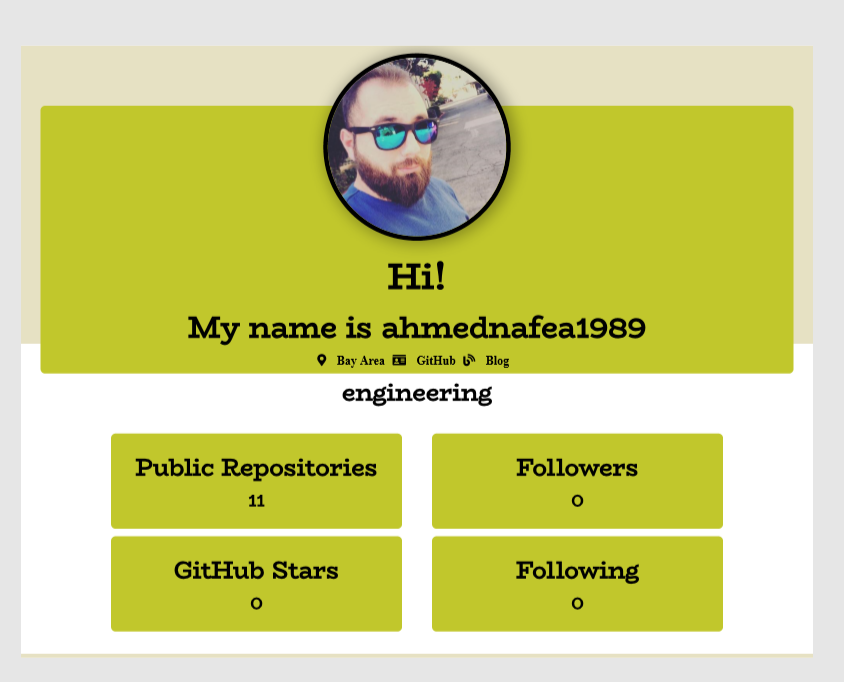 Hi!
My name is ahmednafea1989
Bay Area GitHub Blog
engineering
Public Repositories
11
Followers
0
GitHub Stars
0
Following
0